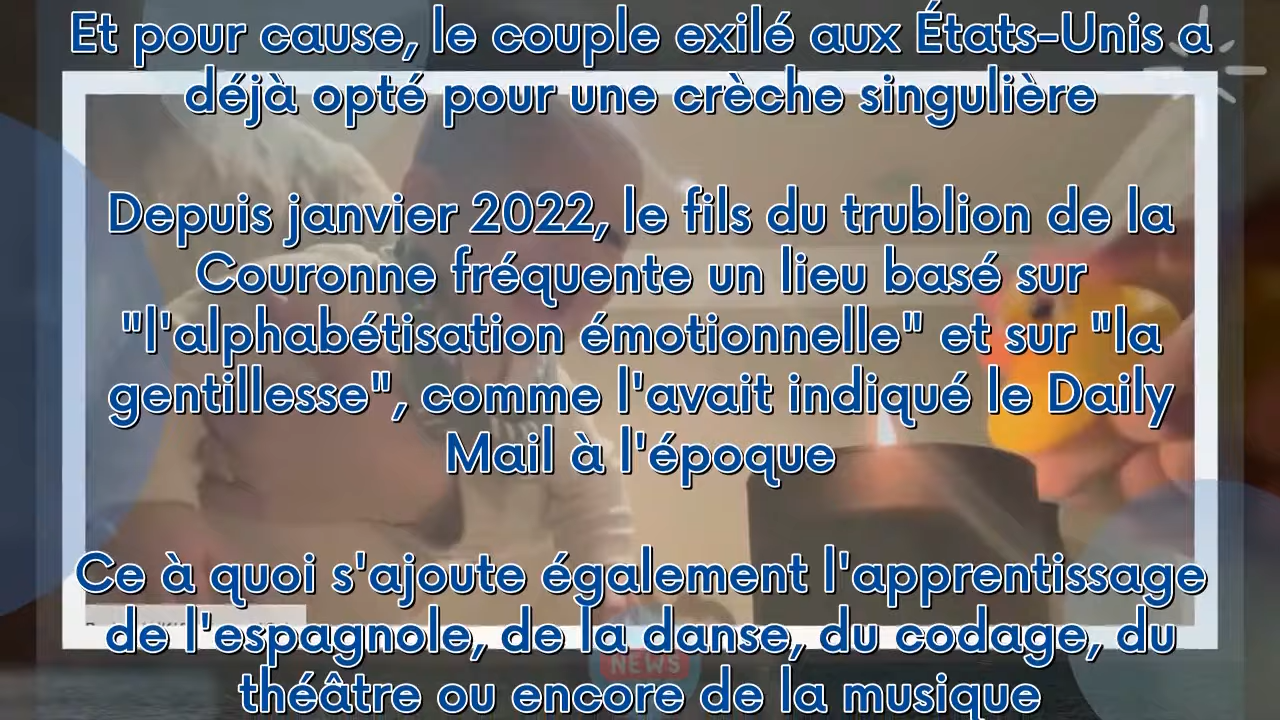 Et pour cause, le couple exilé aux États-Unis a
déjà opté pour une crèche singulière
Depuis janvier 2022, le fils du trublion de la
Couronne fréquente un lieu basé sur
"l'alphabétisation émotionnelle" et sur "la
gentillesse", comme l'avait indiqué le Daily
Mail à l'époque
Ce à quoi s'ajoute également l'apprentissage
de l'espagnole, de la danse, du codage, du
NEWS
théâtre ou encore de la musique